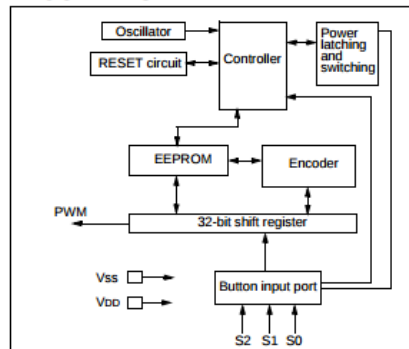 Oscillator
RESET circuit
Controller
Power
latching
and
switching
EEPROM
Encoder
PWM
32-bit shift register
VSS
VDD
Button input port
S2 S1 S0